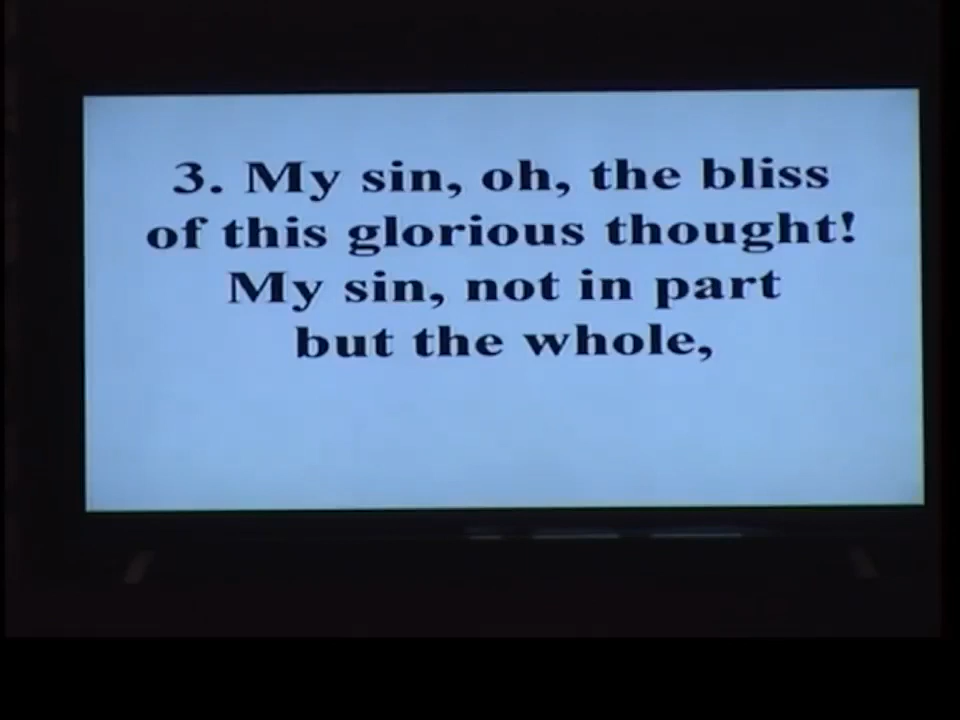 3. My sin, oh, the bliss
of this glorious thought!
My sin, not in part
but the whole,